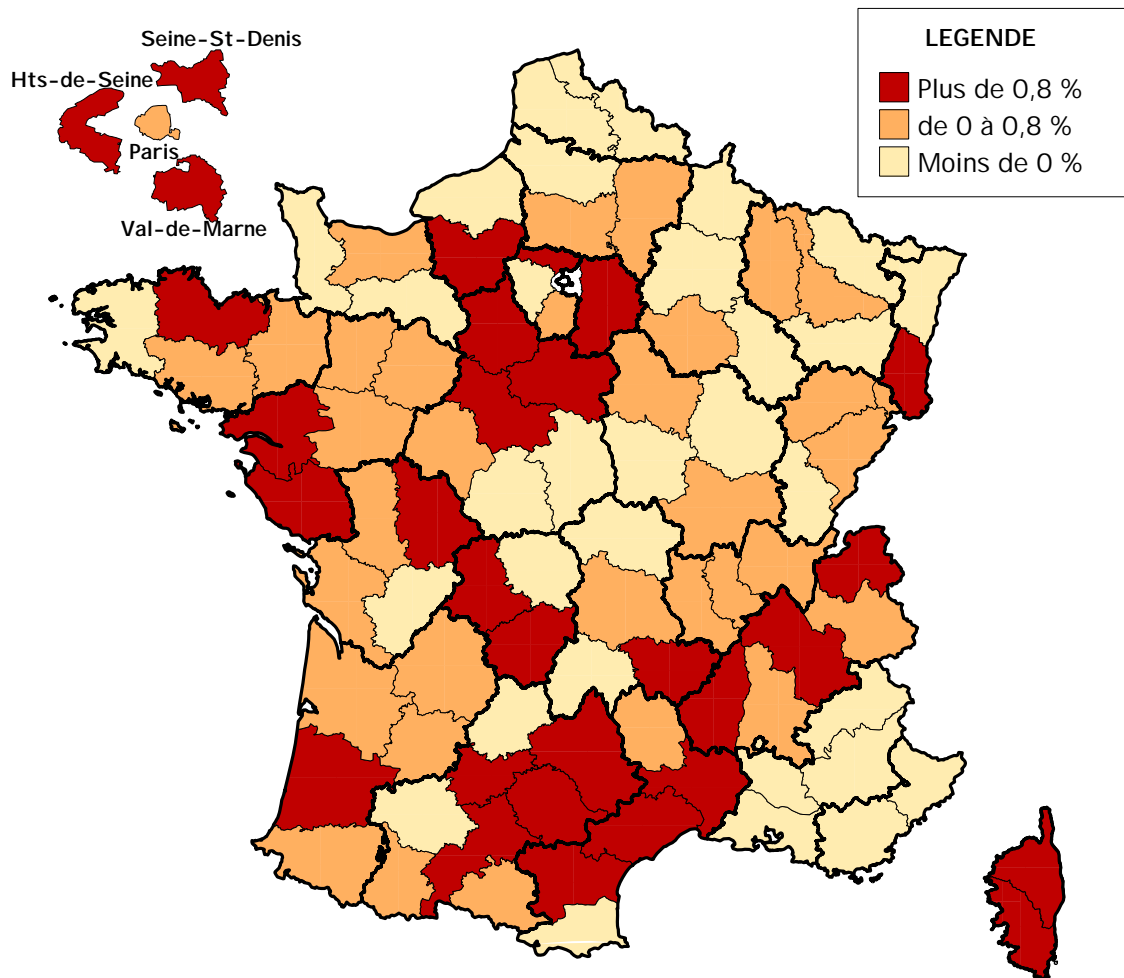 Seine-St-Denis
Hts-de-Seine
Paris
Val-de-Marne
LEGENDE
Plus de 0,8 %
de 0 à 0,8 %
Moins de 0 %